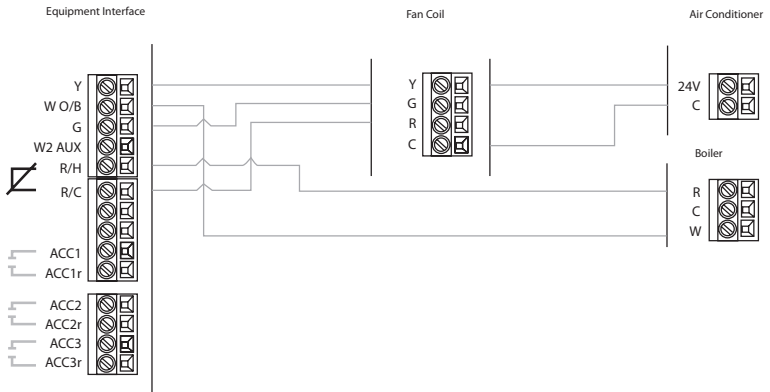 Equipment Interface
Fan Coil
Air Conditioner
Y
W O/B
G
W2 AUX
R/H
R/C
ACC1
ACC1r
ACC2
ACC2r
ACC3
ACC3r
Y
G
R
C
24V
C
Boiler
R
C
W